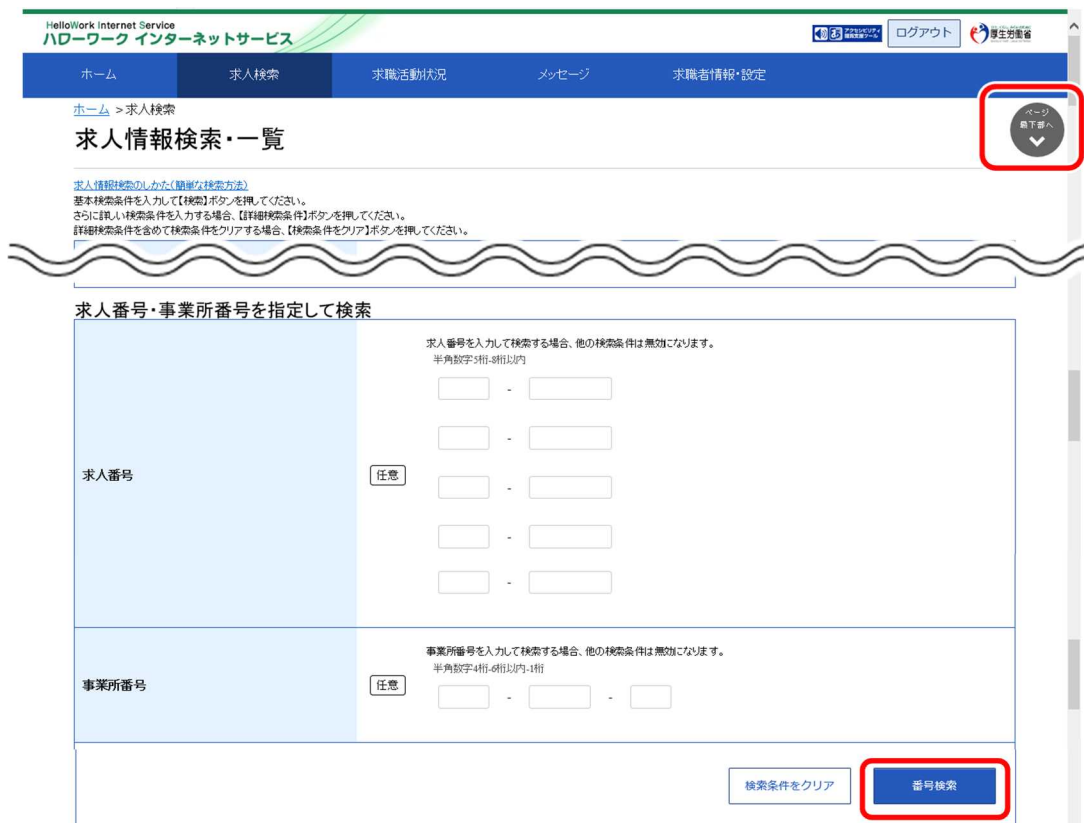 HelloWork Internet Service
ハローワーク インターネットサービス
ログアウト
厚生労働省
ホーム
求人検索
求職活動状況
メッセージ
求職者情報・設定
ホーム >求人検索
ページ
最下部へ
求人情報検索・一覧
求人情報検索のしかた(簡単な検索方法)
基本検索条件を入力して【検索】ボタンを押してください。
さらに詳しい検索条件を入力する場合、【詳細検索条件】ボタンを押してください。
詳細検索条件を含めて検索条件をクリアする場合、【検索条件をクリア】ボタンを押してください。
求人番号・事業所番号を指定して検索
求人番号を入力して検索する場合、他の検索条件は無効になります。
半角数字5桁-8桁以内
-
-
求人番号
任意
-
-
-
事業所番号を入力して検索する場合、他の検索条件は無効になります。
半角数字4桁-6桁以内-1桁
事業所番号
任意
- -
検索条件をクリア
番号検索